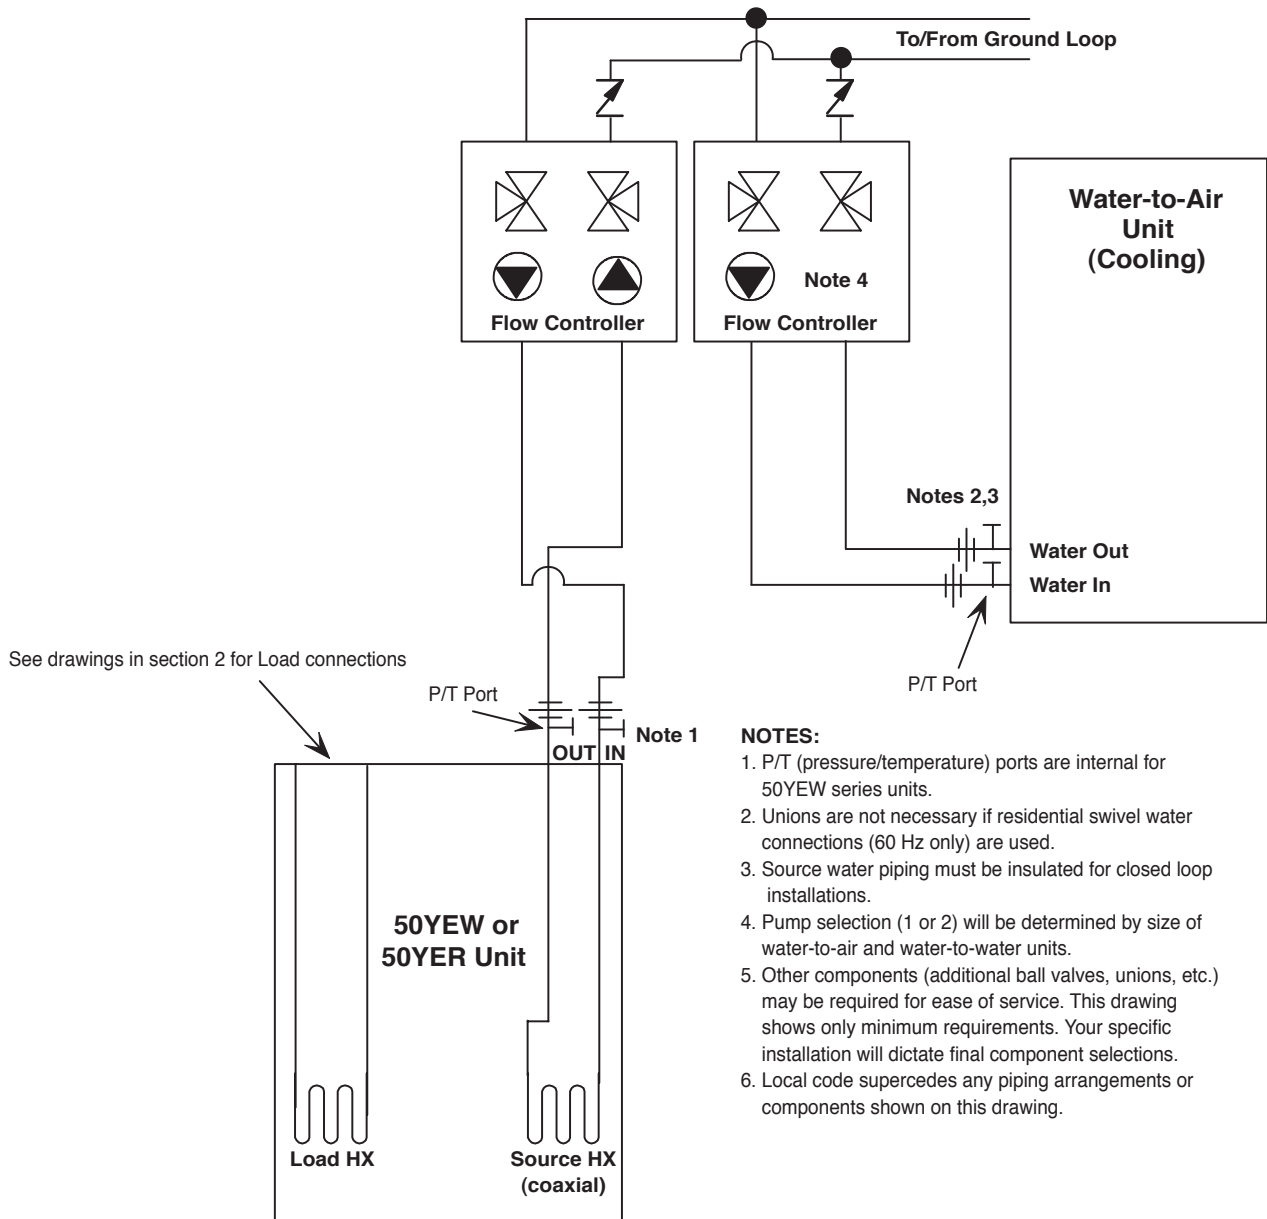 To/From Ground Loop
Water-to-Air
Unit
(Cooling)
Note 4
Flow Controller
Flow Controller
Notes 2,3
Water Out
Water In
P/T Port
See drawings in section 2 for Load connections
P/T Port
Note 1
OUT IN
50YEW or
50YER Unit
Load HX
Source HX
(coaxial)
NOTES:
1. P/T (pressure/temperature) ports are internal for
50YEW series units.
2. Unions are not necessary if residential swivel water
connections (60 Hz only) are used.
3. Source water piping must be insulated for closed loop
installations.
4. Pump selection (1 or 2) will be determined by size of
water-to-air and water-to-water units.
5. Other components (additional ball valves, unions, etc.)
may be required for ease of service. This drawing
shows only minimum requirements. Your specific
installation will dictate final component selections.
6. Local code supercedes any piping arrangements or
components shown on this drawing.